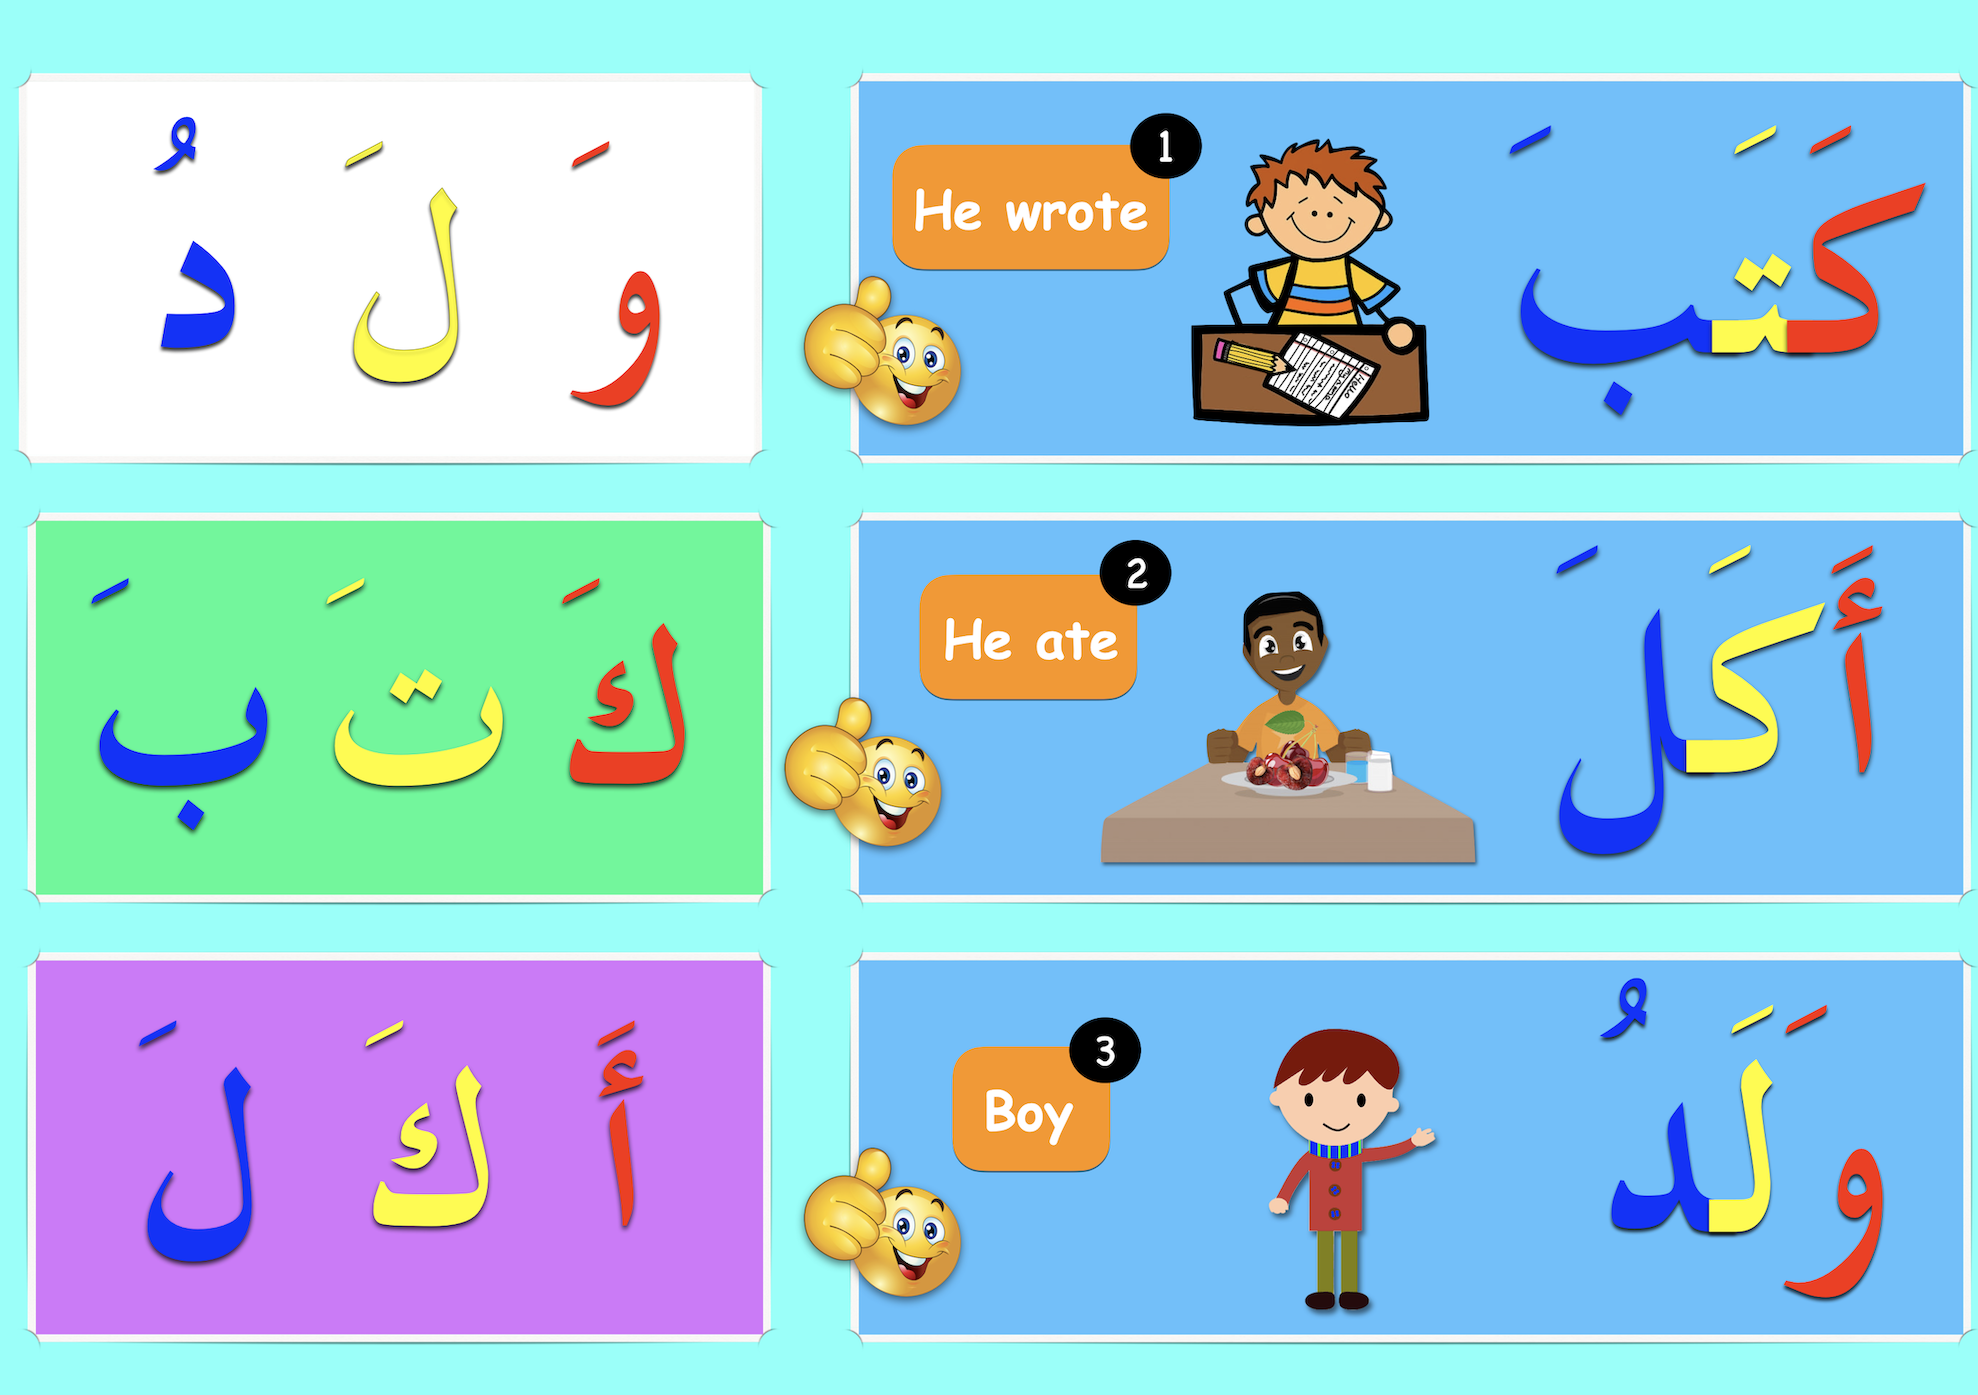 وَ لَ دُ
1
He wrote
كَتَبَ
كَ تَ بَ
2
He ate
أَكَلَ
أَ كَ لَ
3
Boy
وَلَدُ